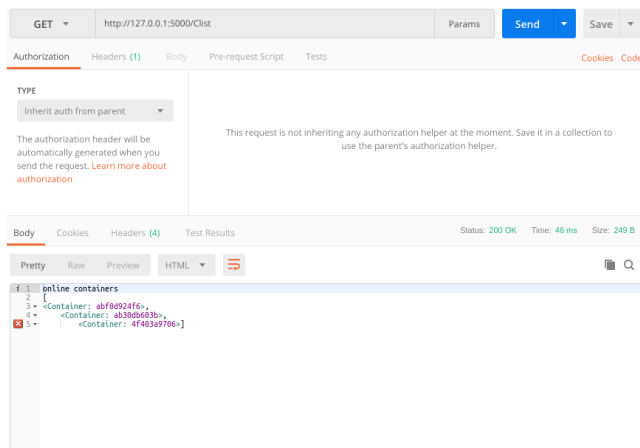 GET http://127.0.0.1:5000/Clist Params Send Save
Authorization Headers (1) Body Pre-request Script Tests Cookies Code
TYPE
Inherit auth from parent
The authorization header will be
automatically generated when you
send the request. Learn more about
authorization
This request is not inheriting any authorization helper at the moment. Save it in a collection to
use the parent's authorization helper.
Body Cookies Headers (4) Test Results Status: 200 OK Time: 46 ms Size: 249 B
Pretty Raw Preview HTML
i 1 online containers
2 [
3 <Container: abf0d924f6>,
4 <Container: ab30db603b>,
5 <Container: 4f403a9706>]